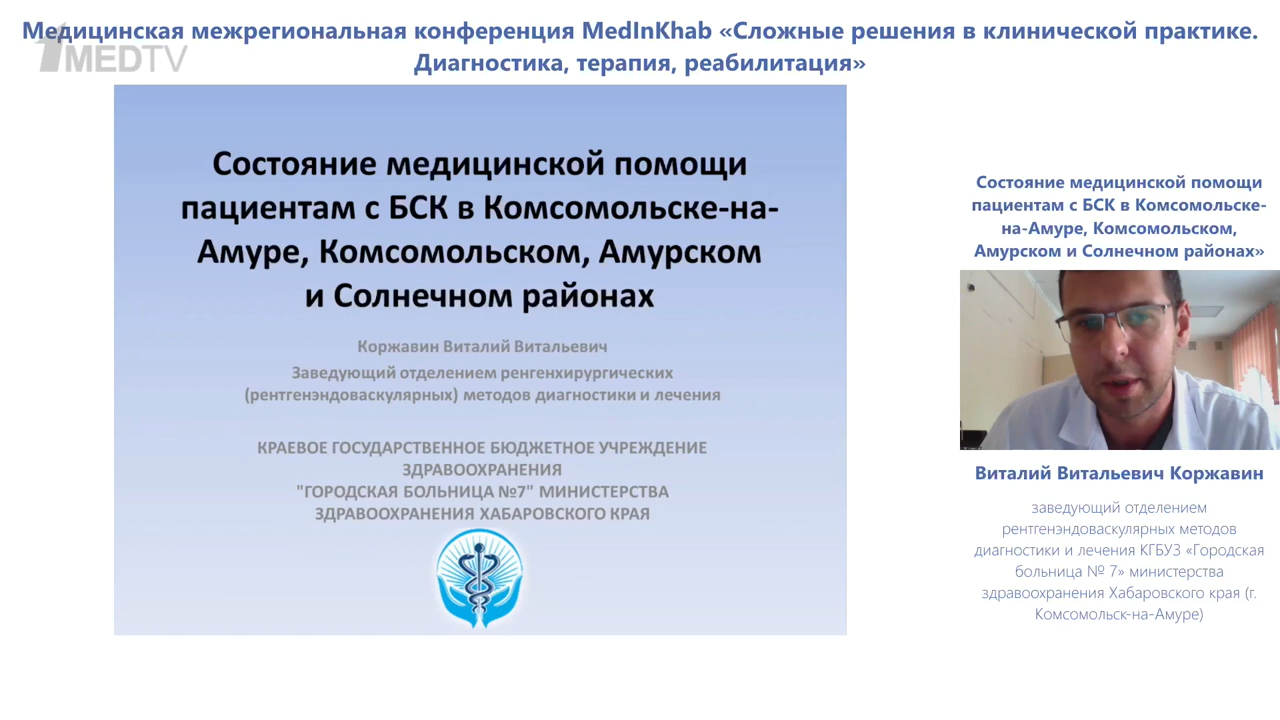 Медицинская межрегиональная конференция MedInKhab «Сложные решения в клинической практике.
Диагностика, терапия, реабилитация»
1MEDTV
Состояние медицинской помощи
пациентам с БСК в Комсомольске-на-
Амуре, Комсомольском, Амурском
и Солнечном районах
Коржавин Виталий Витальевич
Заведующий отделением ренгенхирургических
(рентгенэндоваскулярных) методов диагностики и лечения
КРАЕВОЕ ГОСУДАРСТВЕННОЕ БЮДЖЕТНОЕ УЧРЕЖДЕНИЕ
ЗДРАВООХРАНЕНИЯ
"ГОРОДСКАЯ БОЛЬНИЦА №7" МИНИСТЕРСТВА
ЗДРАВООХРАНЕНИЯ ХАБАРОВСКОГО КРАЯ
Состояние медицинской помощи
пациентам с БСК в Комсомольске-
на-Амуре, Комсомольском,
Амурском и Солнечном районах»
Виталий Витальевич Коржавин
заведующий отделением
рентгенэндоваскулярных методов
диагностики и лечения КГБУЗ «Городская
больница № 7» министерства
здравоохранения Хабаровского края (г.
Комсомольск-на-Амуре)